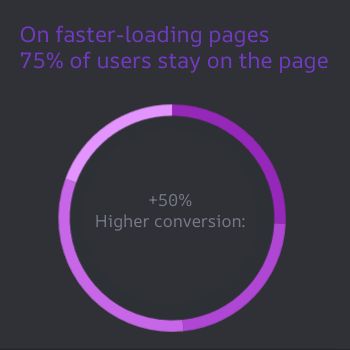 On faster-loading pages
75% of users stay on the page
+50%
Higher conversion: